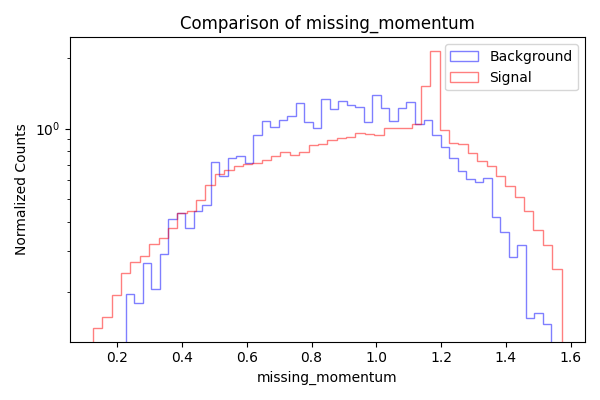 Comparison of missing_momentum
Background
Signal
Normalized Counts
10⁰
0.2 0.4 0.6 0.8 1.0 1.2 1.4 1.6
missing_momentum